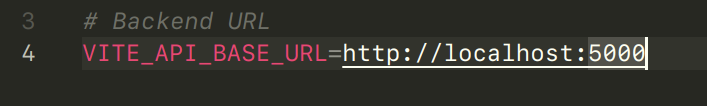 3 # Backend URL
4 VITE_API_BASE_URL=http://localhost:5000